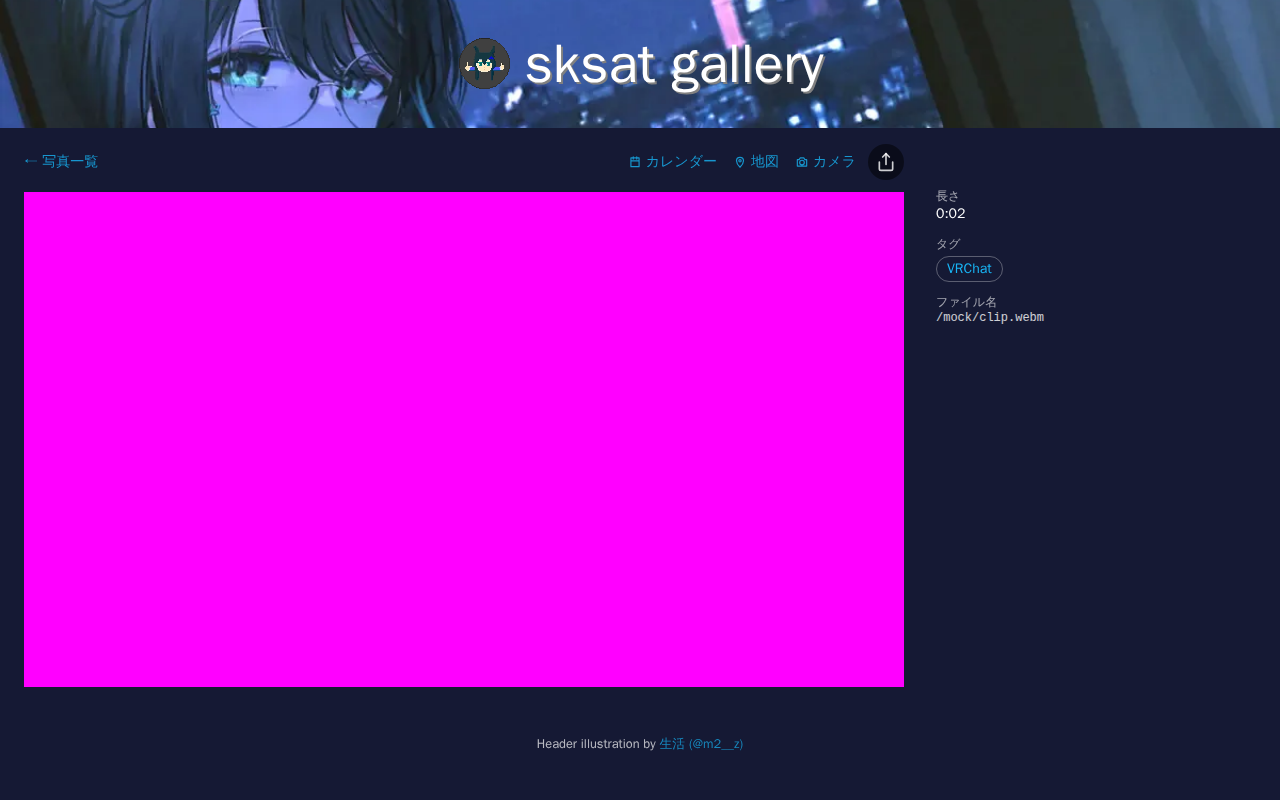 sksat gallery
← 写真一覧
カレンダー
地図
カメラ
長さ
0:02
タグ
VRChat
ファイル名
/mock/clip.webm
Header illustration by 生活 (@m2__z)